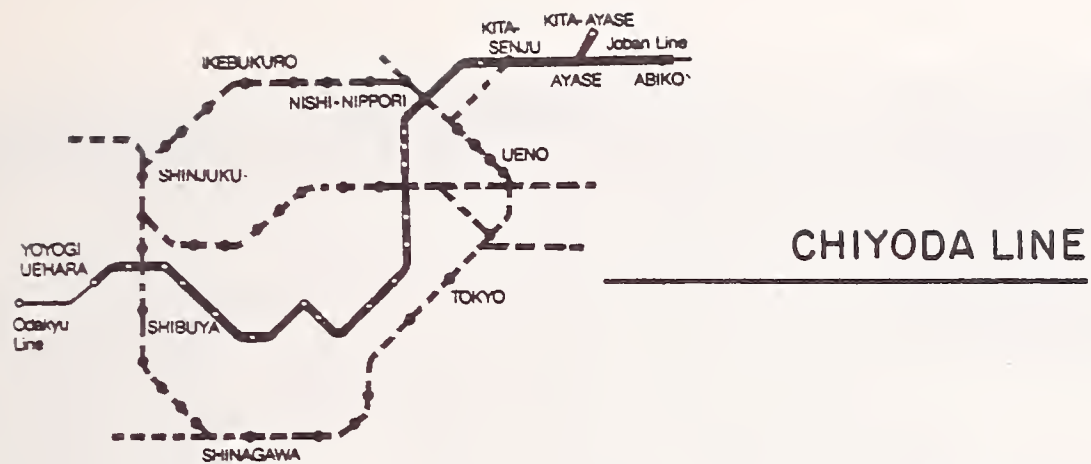 KITA-AYASE
KITA-
SENJU
Joban Line
IKEBUKURO
AYASE
ABIKO
NISHI-NIPPORI
UENO
SHINJUKU-
YOYOGI
UEHARA
CHIYODA LINE
TOKYO
Odakyu
Line
SHIBUYA
SHINAGAWA